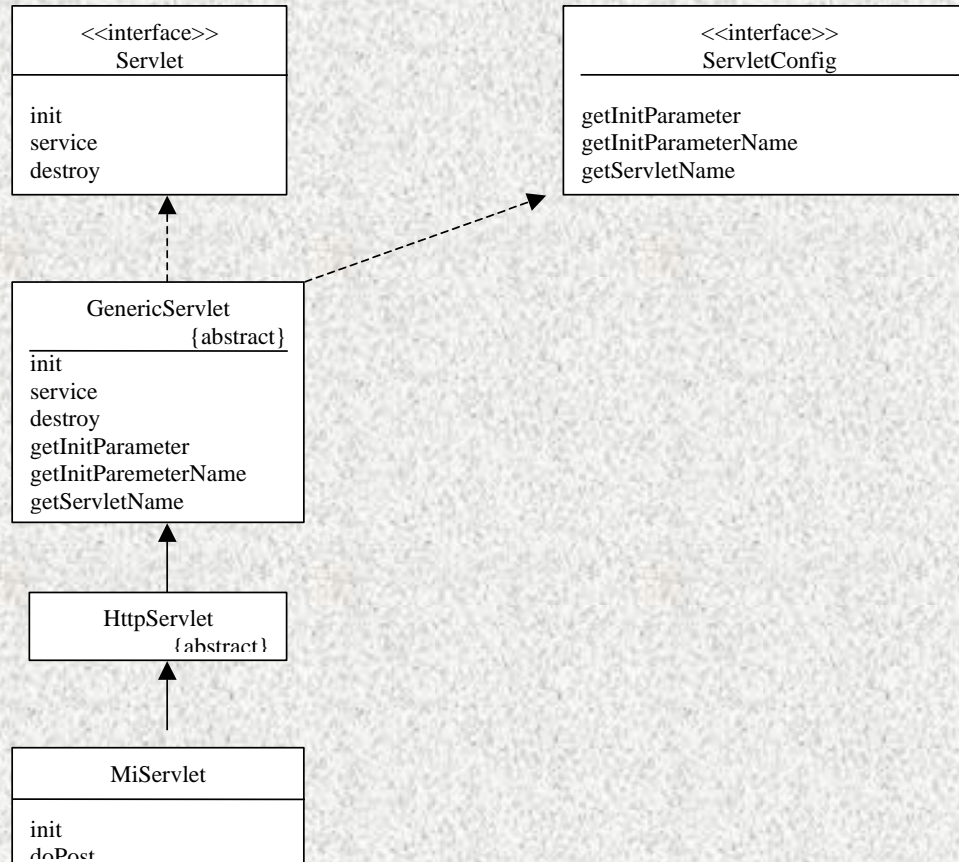 <<interface>>
Servlet
init
service
destroy
<<interface>>
ServletConfig
getInitParameter
getInitParameterName
getServletName
GenericServlet
{abstract}
init
service
destroy
getInitParameter
getInitParemeterName
getServletName
HttpServlet
{abstract}
MiServlet
init
doPost